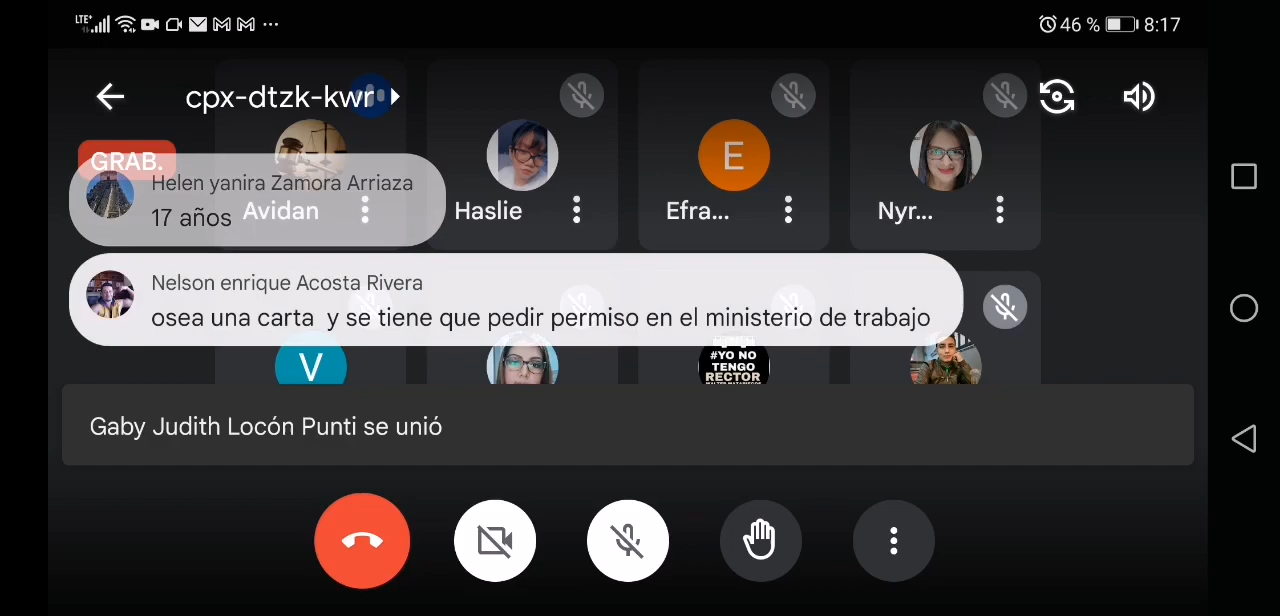 LTE+
46 %
8:17
cpx-dtzk-kwr
GRAB.
Helen yanira Zamora Arriaza
17 años
Avidan
Haslie
E
Efra...
Nyr...
Nelson enrique Acosta Rivera
osea una carta y se tiene que pedir permiso en el ministerio de trabajo
V
#YO NO
TENGO
RECTOR
Gaby Judith Locón Punti se unió